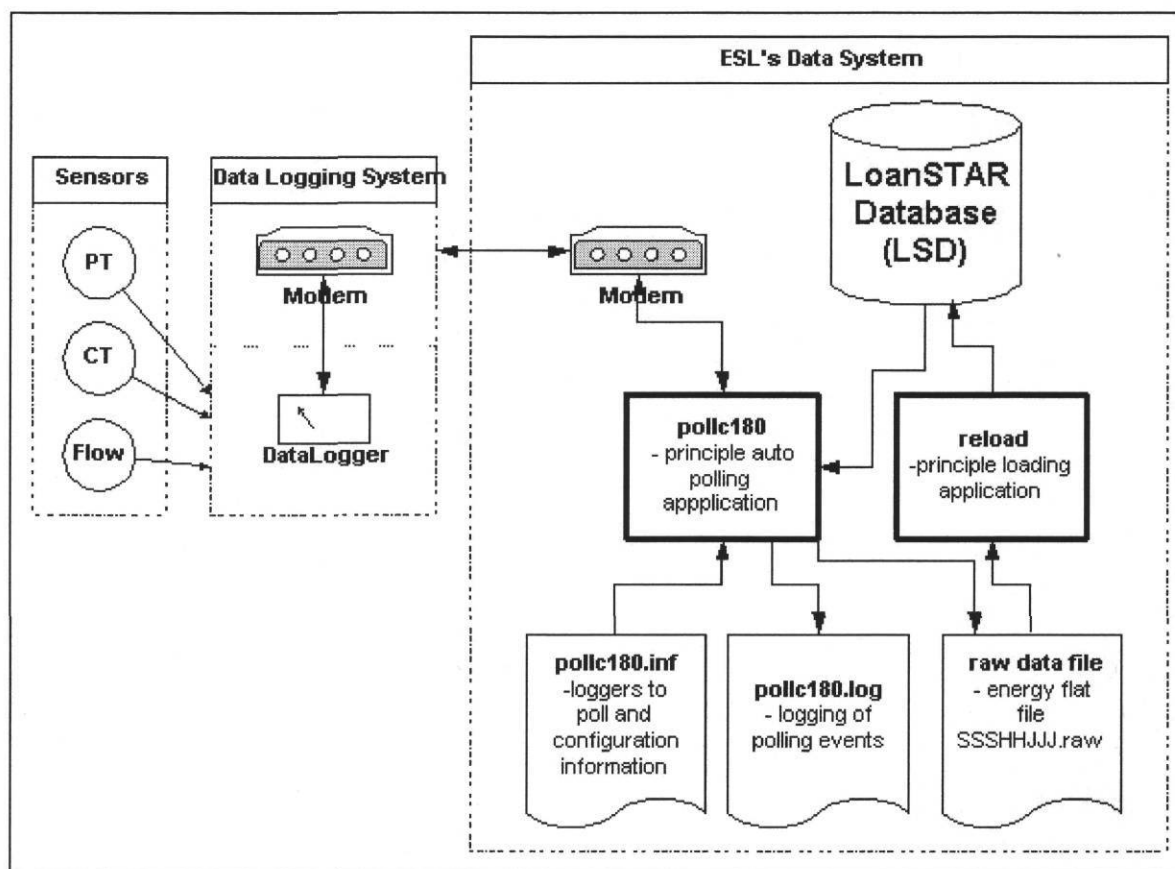 ESL's Data System
Sensors
Data Logging System
PT
CT
Flow
Modem
DataLogger
Modem
LoanSTAR
Database
(LSD)
pollc180
- principle auto
polling
appplication
reload
-principle loading
application
pollc180.inf
-loggers to
poll and
configuration
information
pollc180.log
- logging of
polling events
raw data file
- energy flat
file
SSSHHJJJ.raw